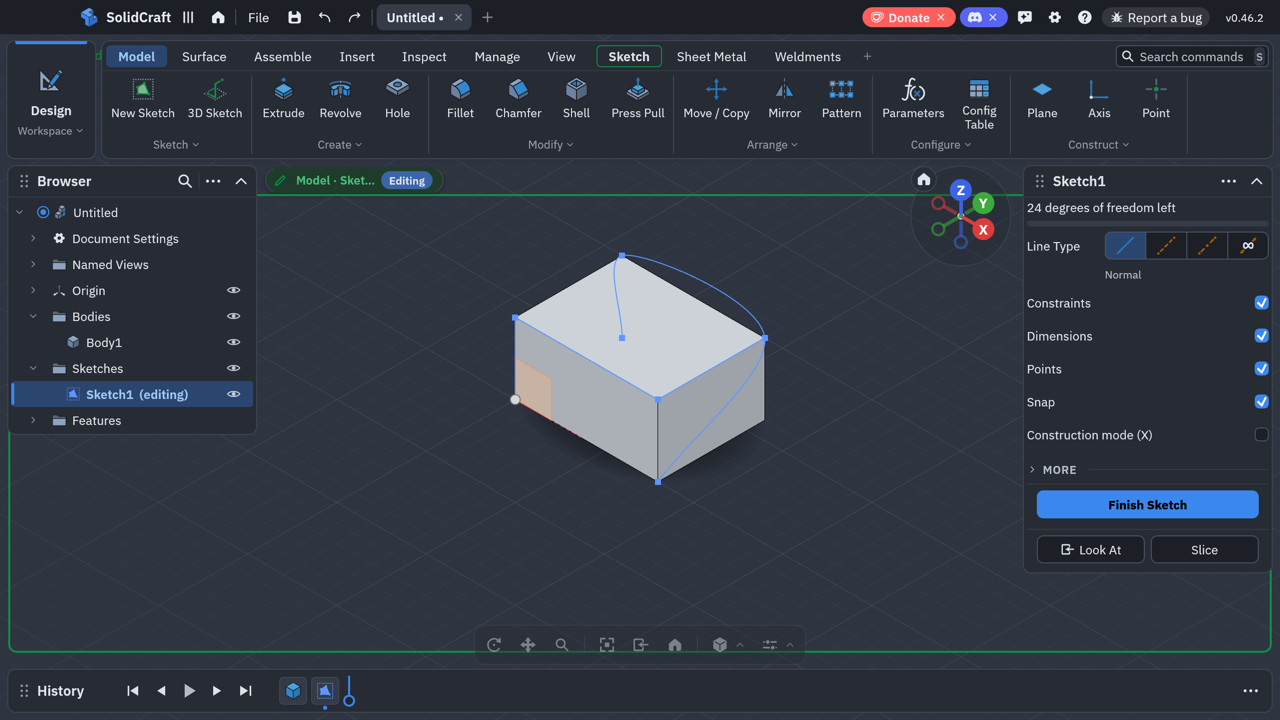 SolidCraft
File
Untitled •
Donate
Report a bug
v0.46.2
Model
Surface
Assemble
Insert
Inspect
Manage
View
Sketch
Sheet Metal
Weldments
Search commands
S
Design
Workspace
New Sketch
3D Sketch
Extrude
Revolve
Hole
Fillet
Chamfer
Shell
Press Pull
Move / Copy
Mirror
Pattern
Parameters
Config
Table
Plane
Axis
Point
Sketch
Create
Modify
Arrange
Configure
Construct
Browser
Untitled
Document Settings
Named Views
Origin
Bodies
Body1
Sketches
Sketch1 (editing)
Features
Model · Sket...
Editing
Z
Y
X
Sketch1
24 degrees of freedom left
Line Type
Normal
Constraints
Dimensions
Points
Snap
Construction mode (X)
MORE
Finish Sketch
Look At
Slice
History